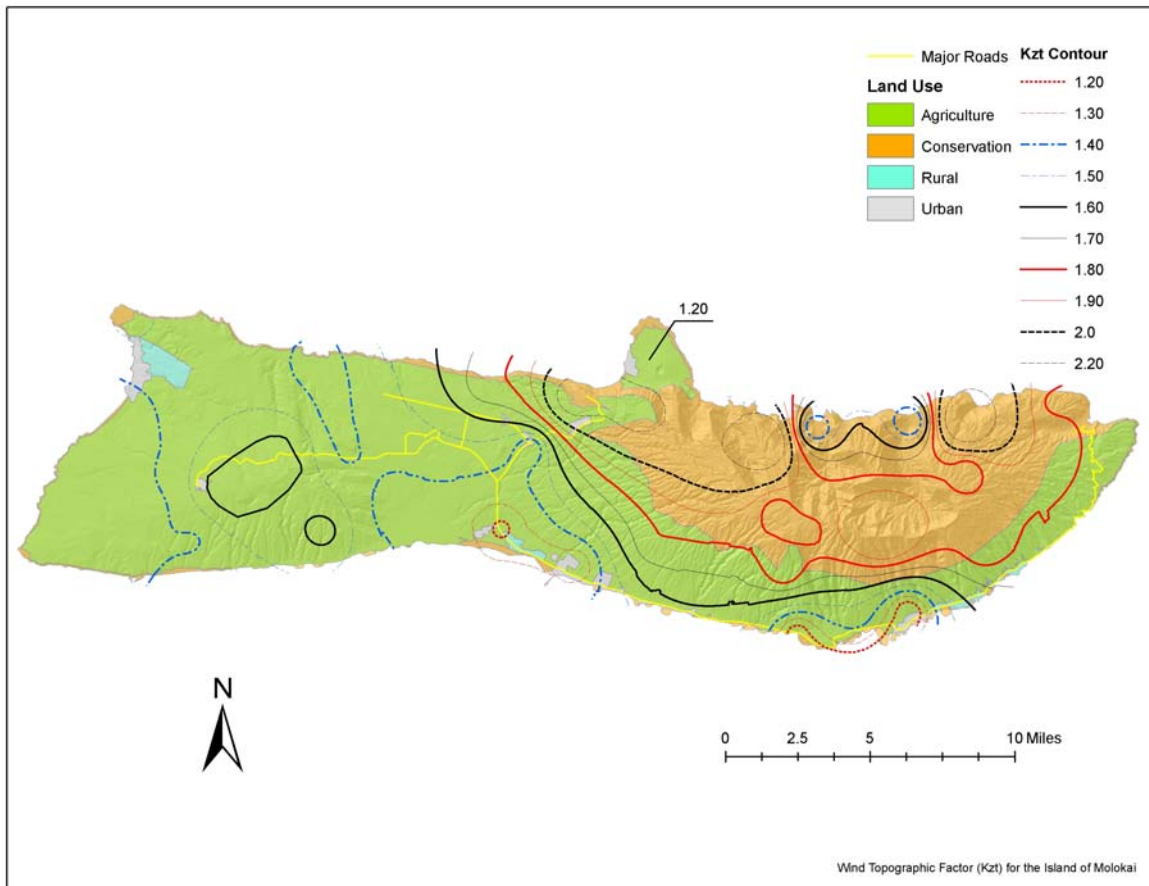 Major Roads
Land Use
Agriculture
Conservation
Rural
Urban
Kzt Contour
1.20
1.30
1.40
1.50
1.60
1.70
1.80
1.90
2.0
2.20
1.20
N
0 2.5 5 10 Miles
Wind Topographic Factor (Kzt) for the Island of Molokai